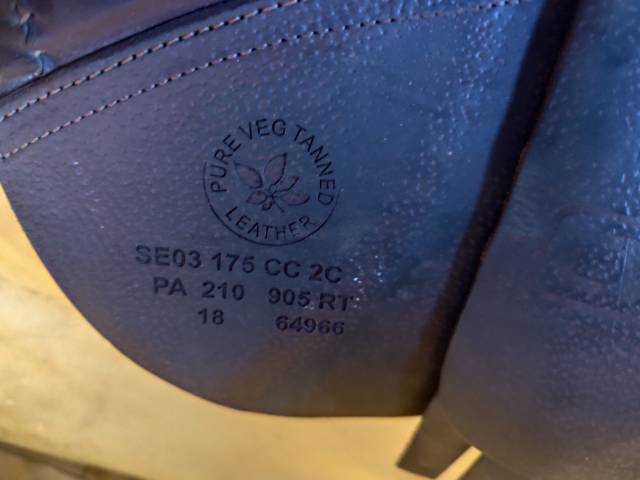 PURE VEG TANNED
LEATHER
SE03 175 CC 2C
PA 210 905 RT
18 64966